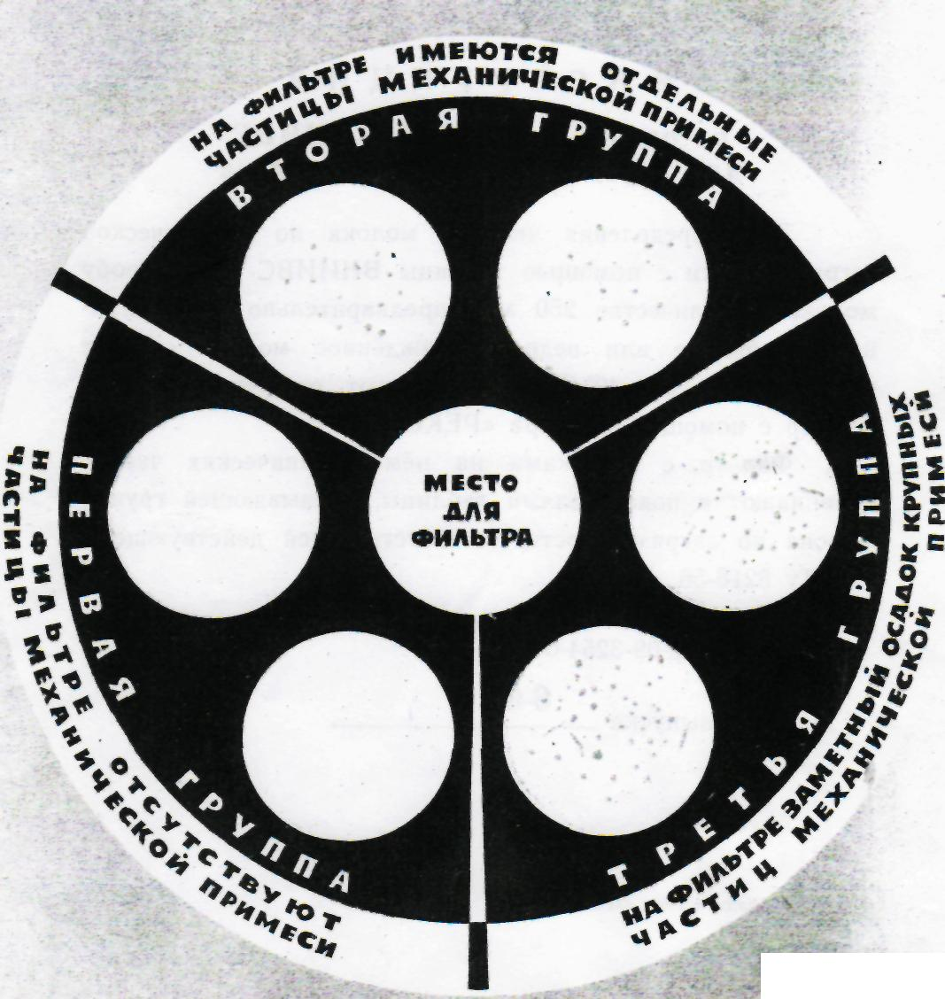 НА ФИЛЬТРЕ ИМЕЮТСЯ ОТДЕЛЬНЫЕ
ЧАСТИЦЫ МЕХАНИЧЕСКОЙ ПРИМЕСИ
ВТОРАЯ ГРУППА
МЕСТО
ДЛЯ
ФИЛЬТРА
ПЕРВАЯ ГРУППА
НА ФИЛЬТРЕ ОТСУТСТВУЮТ
ЧАСТИЦЫ МЕХАНИЧЕСКОЙ ПРИМЕСИ
ТРЕТЬЯ ГРУППА
НА ФИЛЬТРЕ ЗАМЕТНЫЙ ОСАДОК КРУПНЫХ
ЧАСТИЦ МЕХАНИЧЕСКОЙ ПРИМЕСИ